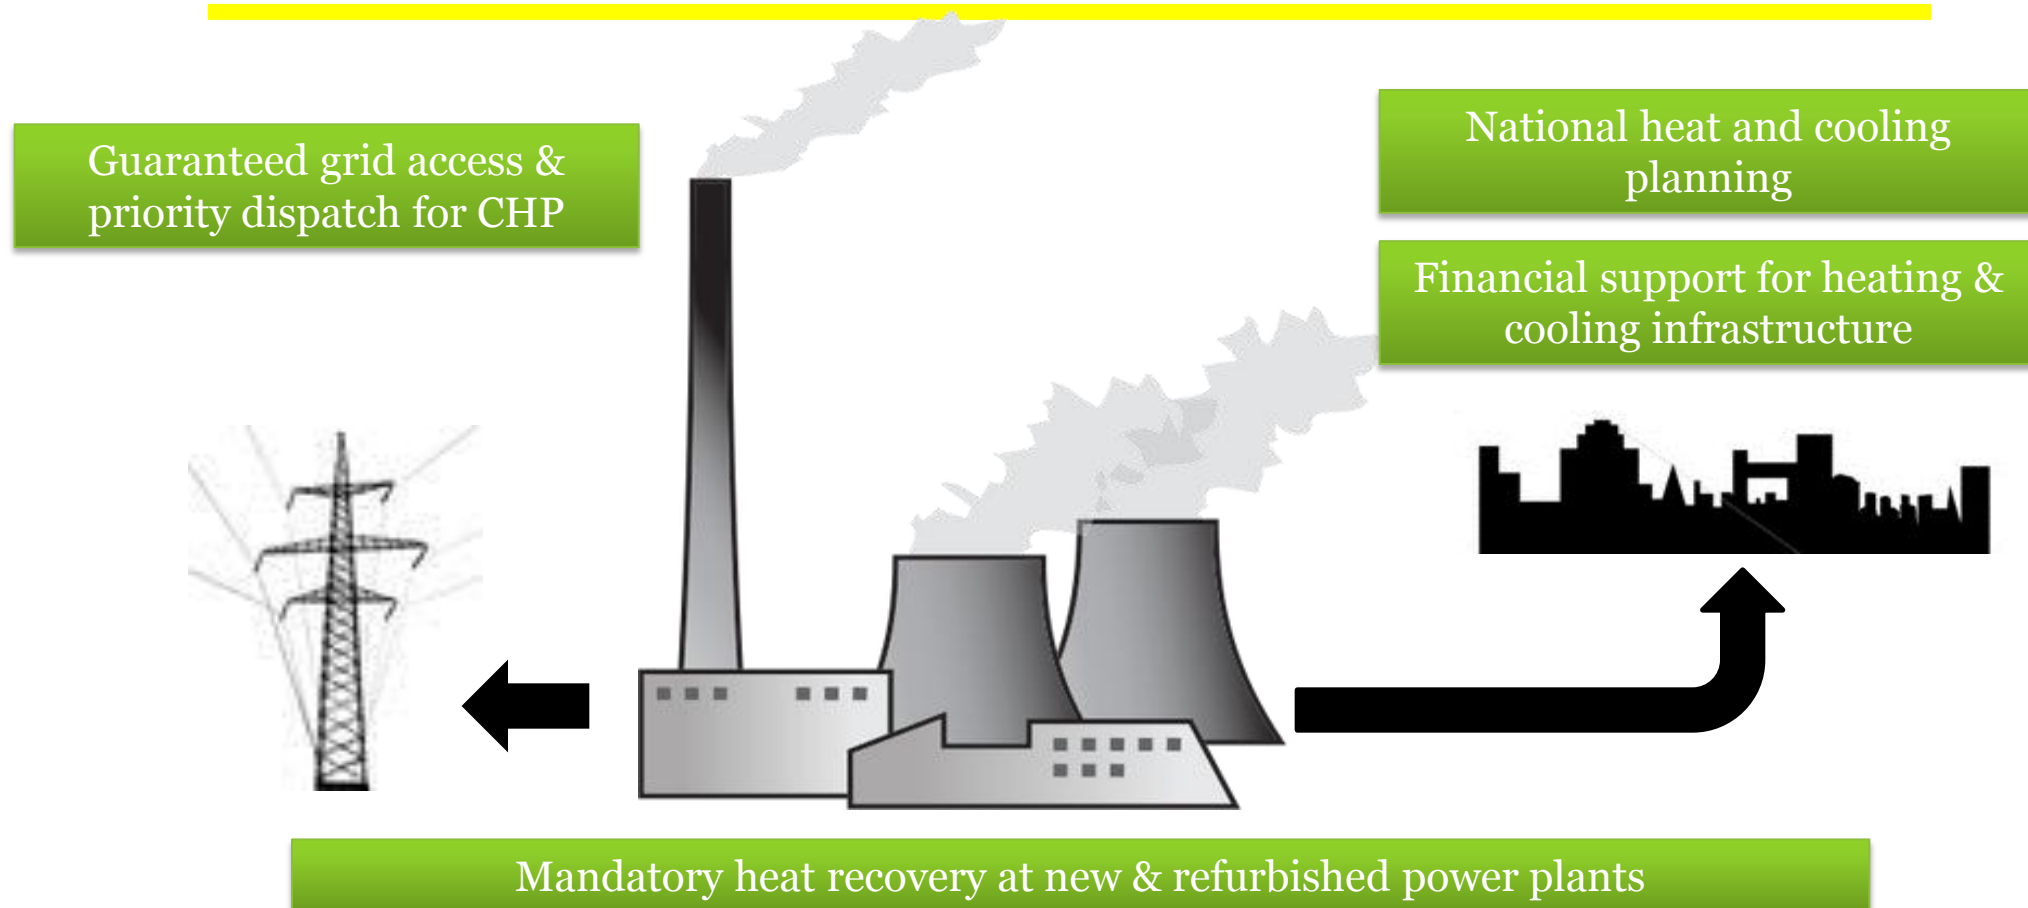 Guaranteed grid access &
priority dispatch for CHP
National heat and cooling
planning
Financial support for heating &
cooling infrastructure
Mandatory heat recovery at new & refurbished power plants